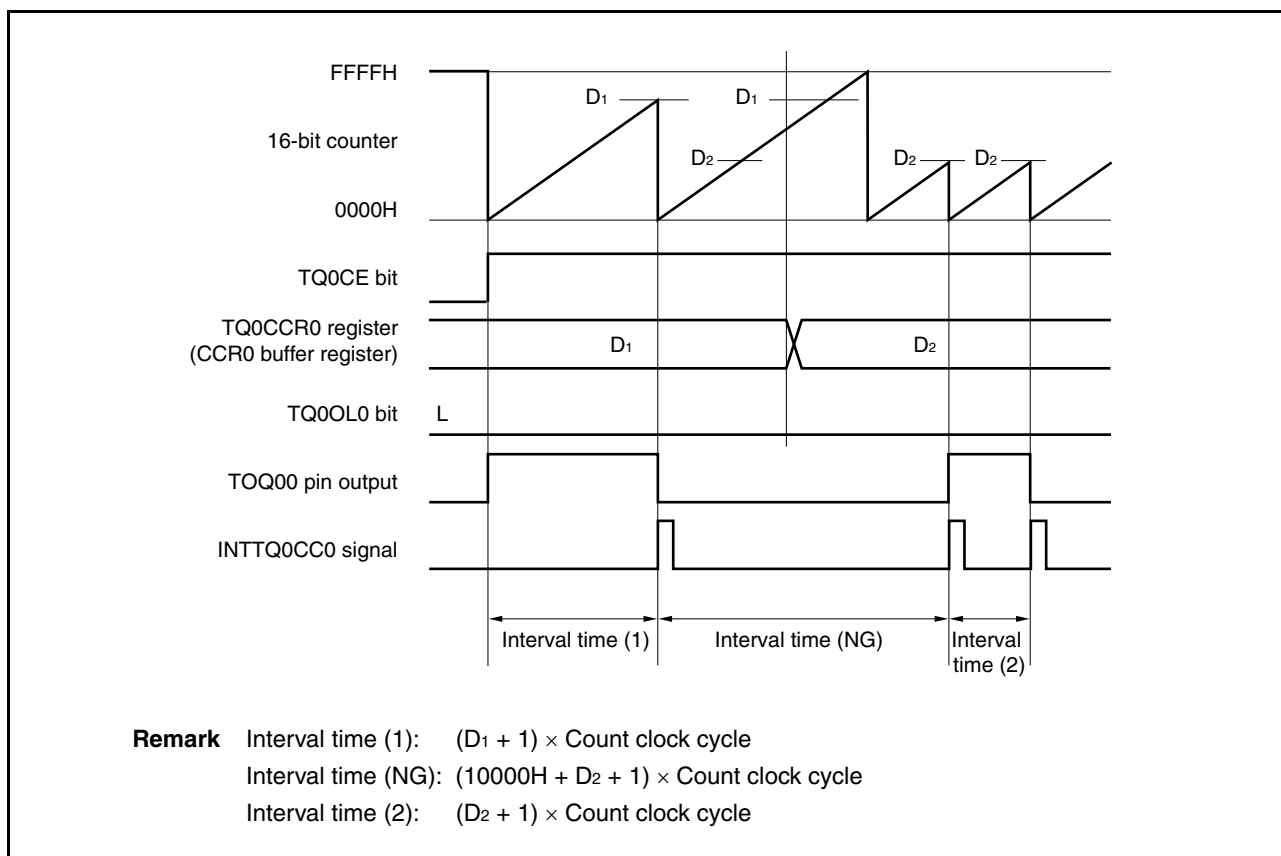 FFFFH
D1
D1
16-bit counter
D2
D2
D2
0000H
TQ0CE bit
TQ0CCR0 register
(CCR0 buffer register)
D1
D2
TQ0OL0 bit
L
TOQ00 pin output
INTTQ0CC0 signal
Interval time (1)
Interval time (NG)
Interval
time (2)
Remark Interval time (1): (D1 + 1) × Count clock cycle
Interval time (NG): (10000H + D2 + 1) × Count clock cycle
Interval time (2): (D2 + 1) × Count clock cycle